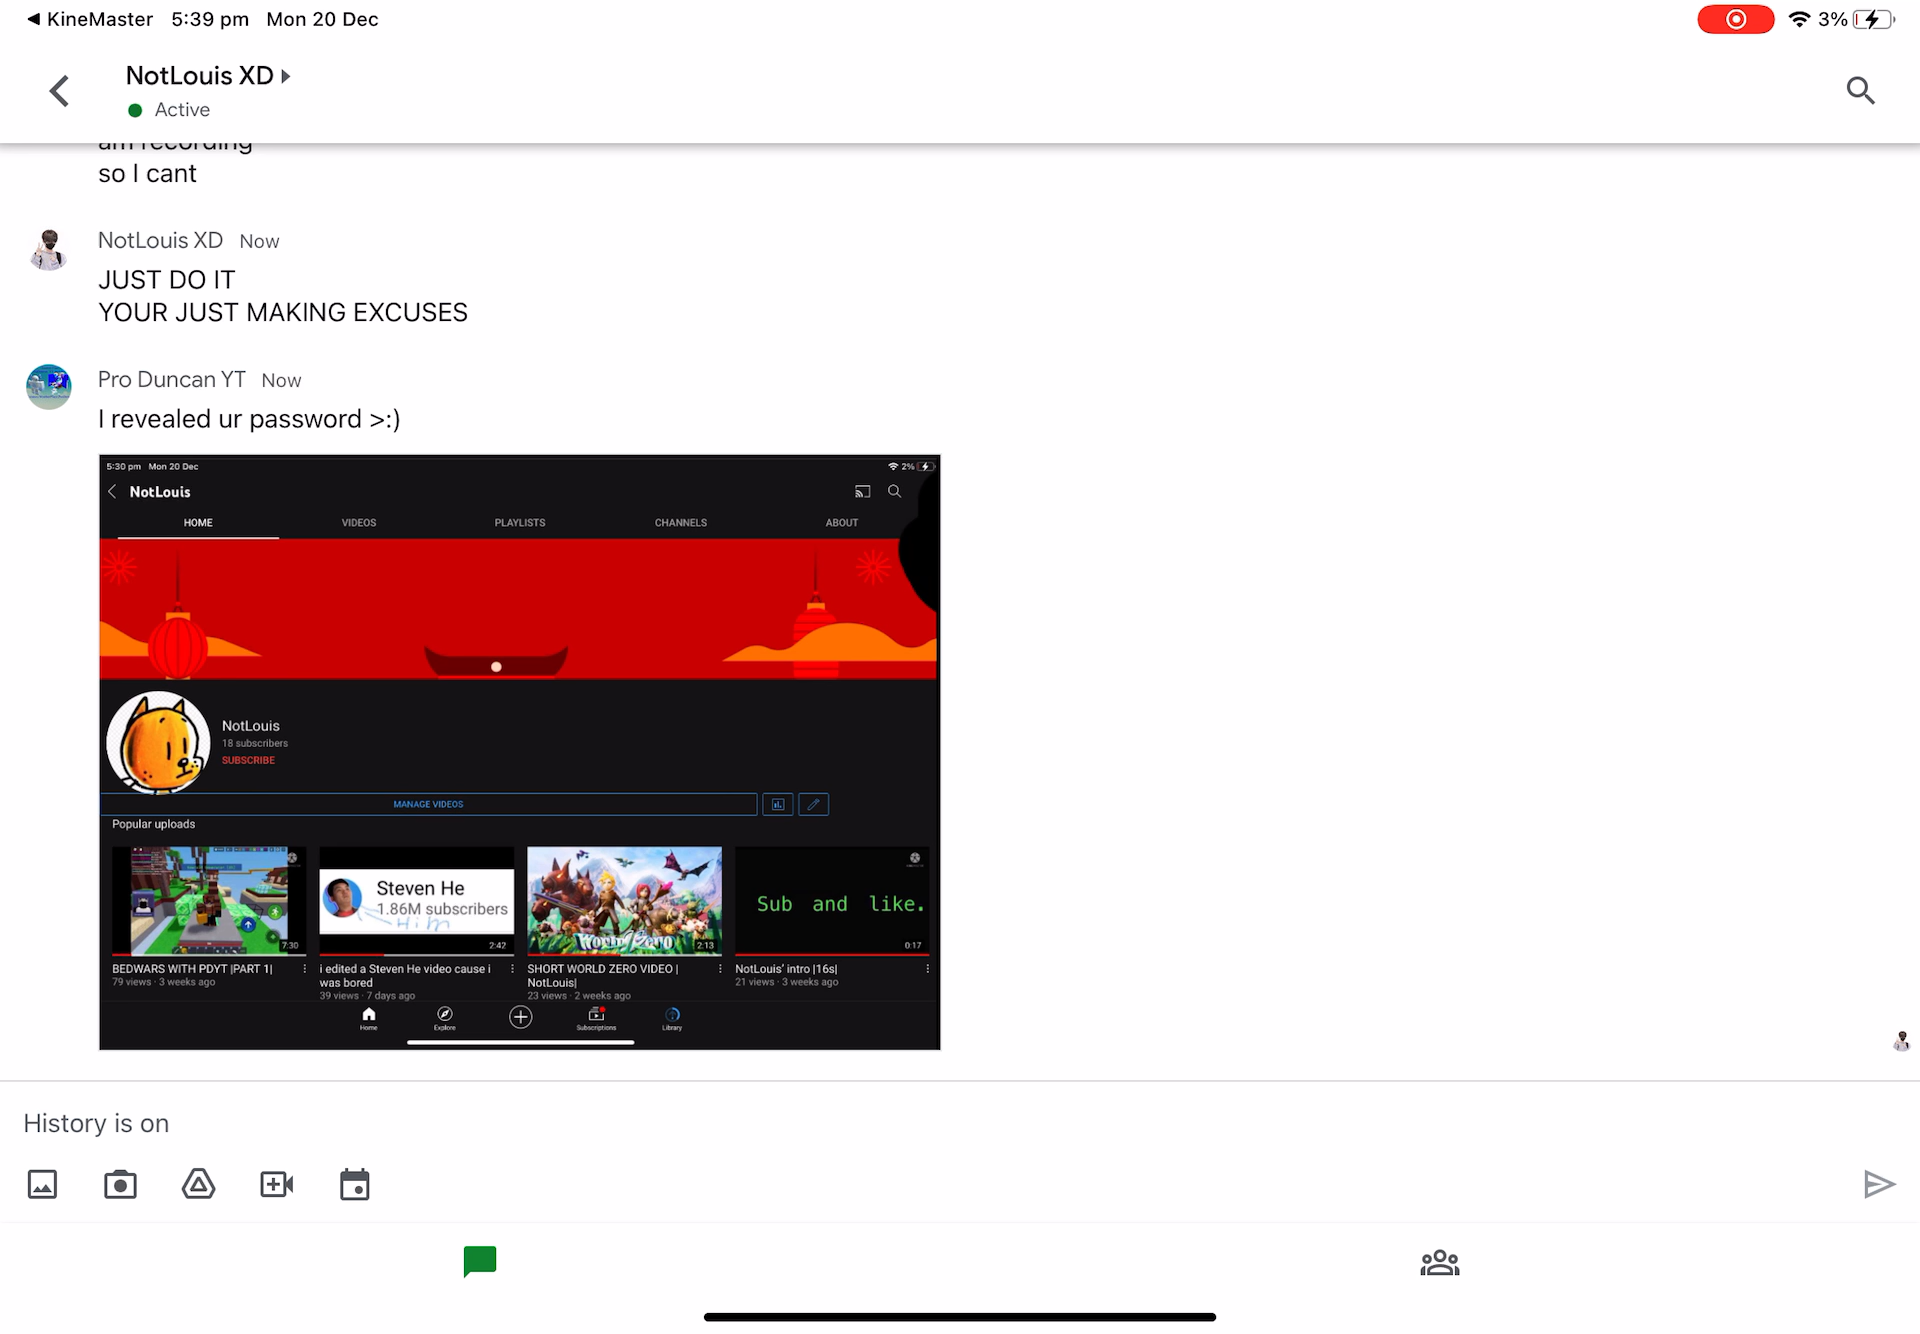 KineMaster 5:39 pm Mon 20 Dec 3%
NotLouis XD
Active
am recording
so I cant
NotLouis XD Now
JUST DO IT
YOUR JUST MAKING EXCUSES
Pro Duncan YT Now
I revealed ur password >:)
5:30 pm Mon 20 Dec 2%
NotLouis
HOME VIDEOS PLAYLISTS CHANNELS ABOUT
NotLouis
18 subscribers
SUBSCRIBE
MANAGE VIDEOS
Popular uploads
Steven He
1.86M subscribers
Him
World Zero
Sub and like.
7:30 2:42 2:13 0:17
BEDWARS WITH PDYT |PART 1|
79 views · 3 weeks ago
i edited a Steven He video cause i
was bored
39 views · 7 days ago
SHORT WORLD ZERO VIDEO |
NotLouis|
23 views · 2 weeks ago
NotLouis’ intro |16s|
21 views · 3 weeks ago
Home Explore Subscriptions Library
History is on